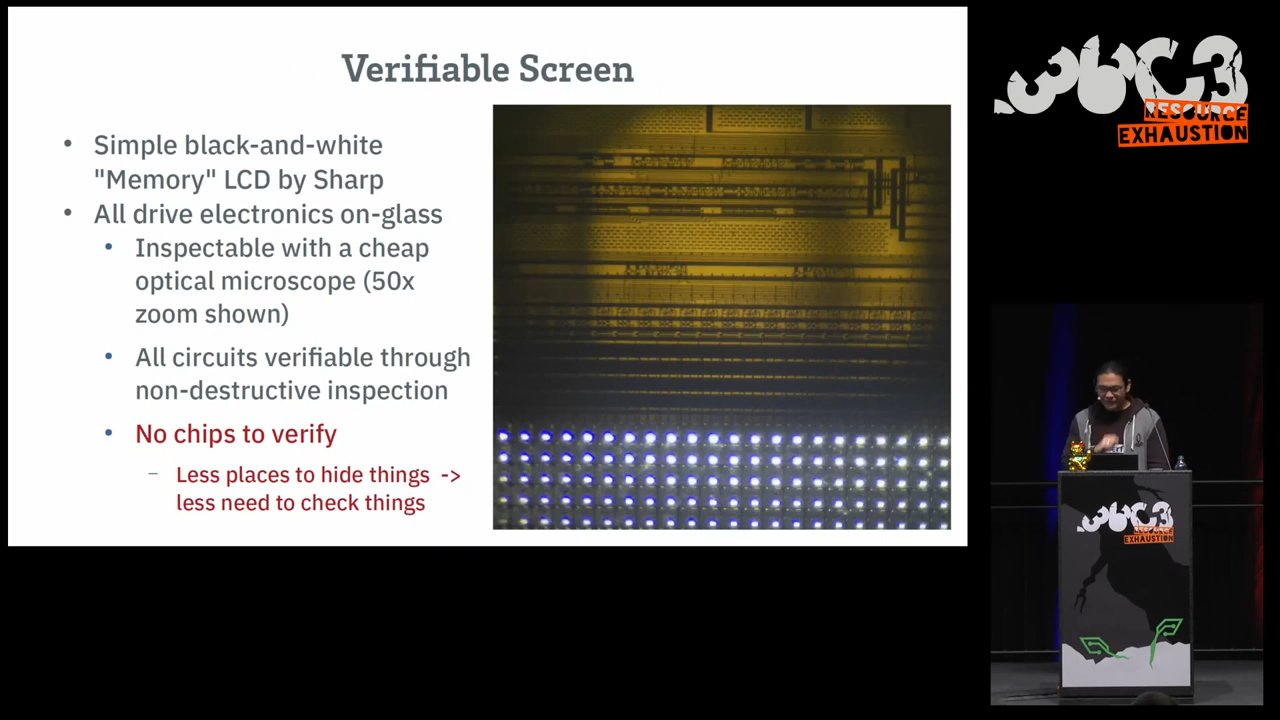 Verifiable Screen
• Simple black-and-white
"Memory" LCD by Sharp
• All drive electronics on-glass
• Inspectable with a cheap
optical microscope (50x
zoom shown)
• All circuits verifiable through
non-destructive inspection
• No chips to verify
– Less places to hide things ->
less need to check things
36C3
RESOURCE
EXHAUSTION
36C3
RESOURCE
EXHAUSTION